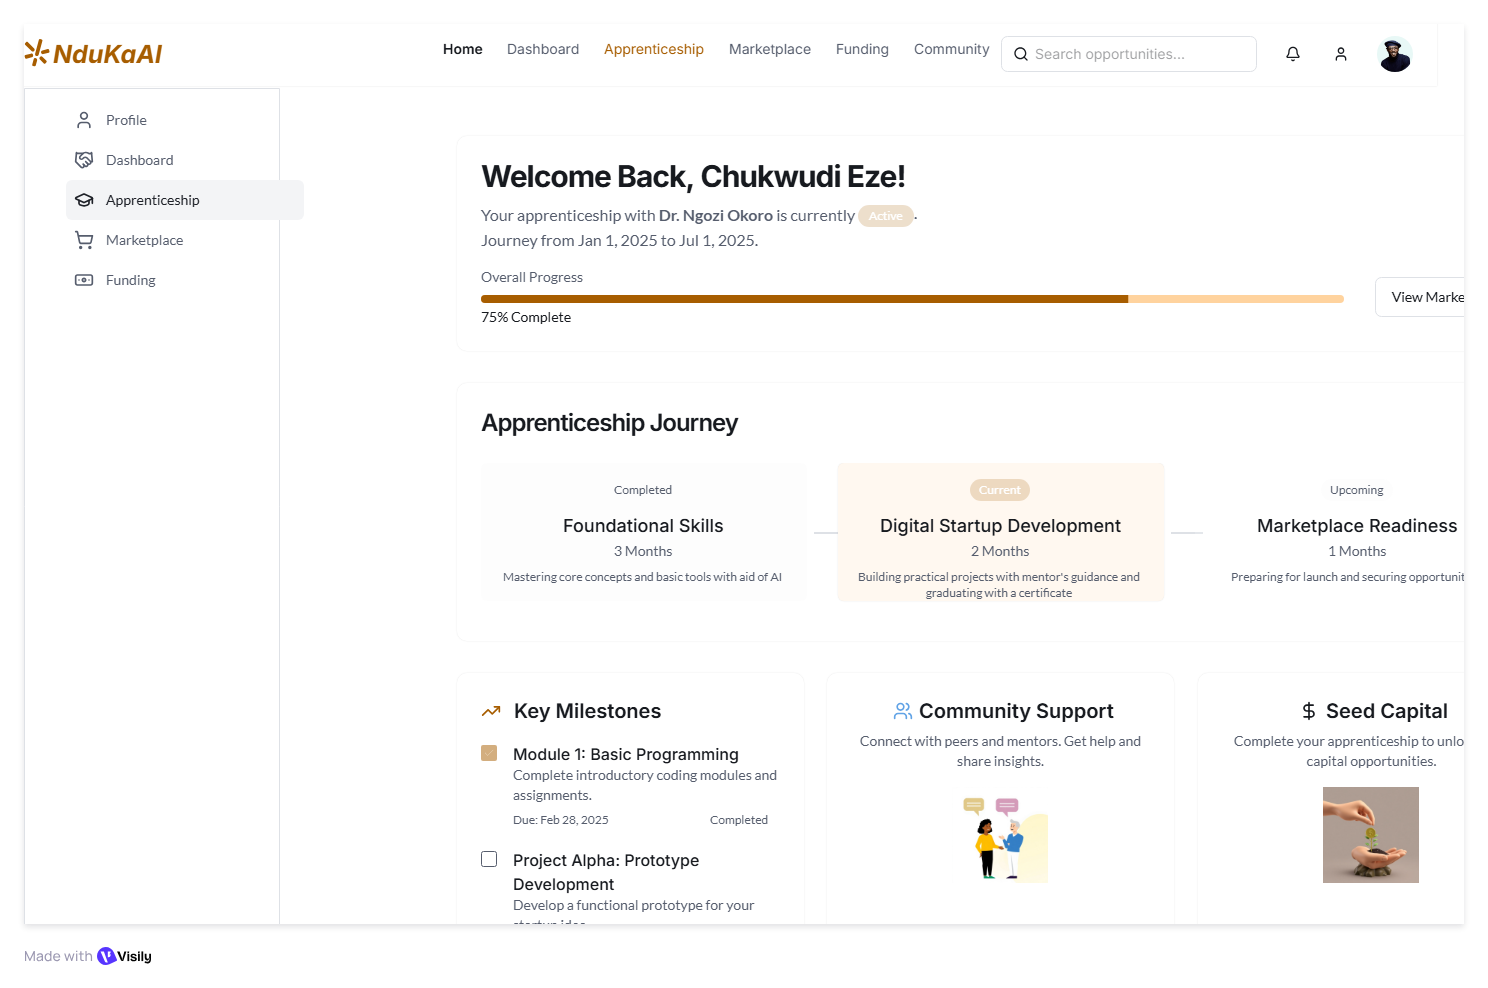 NduKaAI
Home Dashboard Apprenticeship Marketplace Funding Community Search opportunities...
Profile
Dashboard
Apprenticeship
Marketplace
Funding
Welcome Back, Chukwudi Eze!
Your apprenticeship with Dr. Ngozi Okoro is currently Active.
Journey from Jan 1, 2025 to Jul 1, 2025.
Overall Progress
75% Complete
View Marke
Apprenticeship Journey
Completed
Foundational Skills
3 Months
Mastering core concepts and basic tools with aid of AI
Current
Digital Startup Development
2 Months
Building practical projects with mentor's guidance and
graduating with a certificate
Upcoming
Marketplace Readiness
1 Months
Preparing for launch and securing opportunit
Key Milestones
Module 1: Basic Programming
Complete introductory coding modules and
assignments.
Due: Feb 28, 2025 Completed
Project Alpha: Prototype
Development
Develop a functional prototype for your
startup idea
Community Support
Connect with peers and mentors. Get help and
share insights.
Seed Capital
Complete your apprenticeship to unlo
capital opportunities.
Made with Visily